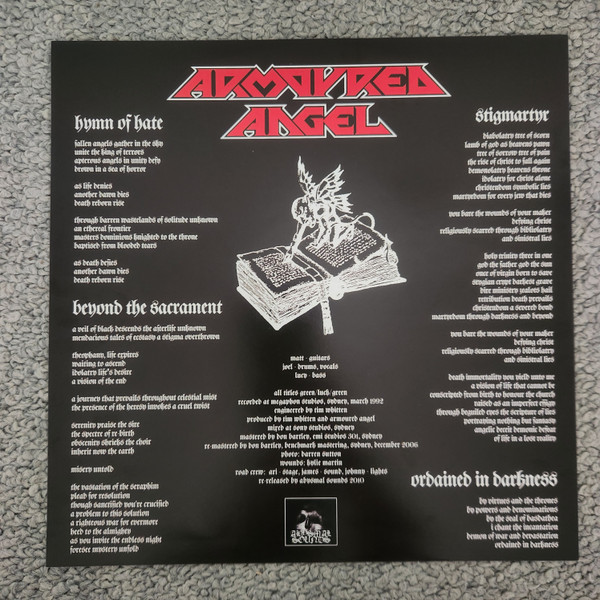 ARMOURED
ANGEL
hymn of hate
fallen angels gather in the sky
unite the king of terrors
apterous angels in unity defy
drown in a sea of horror
as life denies
another dawn dies
death reborn rise
through barren wastelands of solitude unknown
an ethereal frontier
masters dominions knighted to the throne
baptised from blooded tears
as death defies
another dawn dies
death reborn rise
beyond the sacrament
a veil of black descends the afterlife unknown
mendacious tales of ecstasy a stigma overthrown
theophany, life expires
waiting to ascend
idolatry life's desire
a vision of the end
a journey that prevails throughout celestial mist
the presence of the heresy invokes a cruel twist
serenity praise the sire
the spectre of re birth
obscenity shrieks the choir
inherit now the earth
misery untold
the vastation of the seraphim
plead for resolution
though sanctified you're crucified
a problem to this solution
a righteous war for evermore
heed to the almighty
as you invite the endless night
foresee mystery unfold
matt · guitars
joel · drums, vocals
lucy · bass
all titles green/luck/green
recorded at megaphon studios, sydney, march 1992
engineered by tim whitten
produced by tim whitten and armoured angel
mixed at sony studios, sydney
mastered by don bartley, emi studios 301, sydney
re-mastered by don bartley, benchmark mastering, sydney, december 2006
photo: darren sutton
wounds: kylie martin
road crew: arl · stage, james · sound, johnny · lights
re-released by abysmal sounds 2010
ABYSMAL
SOUNDS
stigmartyr
diabolatry tree of scorn
lamb of god as heavens pawn
tree of sorrow tree of pain
the rise of christ to fall again
demonolatry heavens throne
idolatry for christ alone
christendom symbolic lies
martyrdom for every jew that dies
you bare the wounds of your maker
defying christ
religiously scarred through bibliolatry
and sinistral lies
holy trinity three in one
god the father god the sun
once of virgin born to save
stygian crypt darkest grave
dire ministry zealots hail
retribution death prevails
christendom a severed bond
martyrdom through darkness and beyond
you bare the wounds of your maker
defying christ
religiously scarred through bibliolatry
and sinistral lies
death immortality you yield unto me
a vision of life that cannot be
conscripted from birth to honour the church
raised as an imperfect effigy
through beguiled eyes the scripture of lies
portraying nothing but fantasy
angelic deceit demonic defeat
of life in a lost reality
ordained in darkness
by virtues and the thrones
by powers and denominations
by the seal of basdathea
i chant the incantation
demon of war and devastation
ordained in darkness